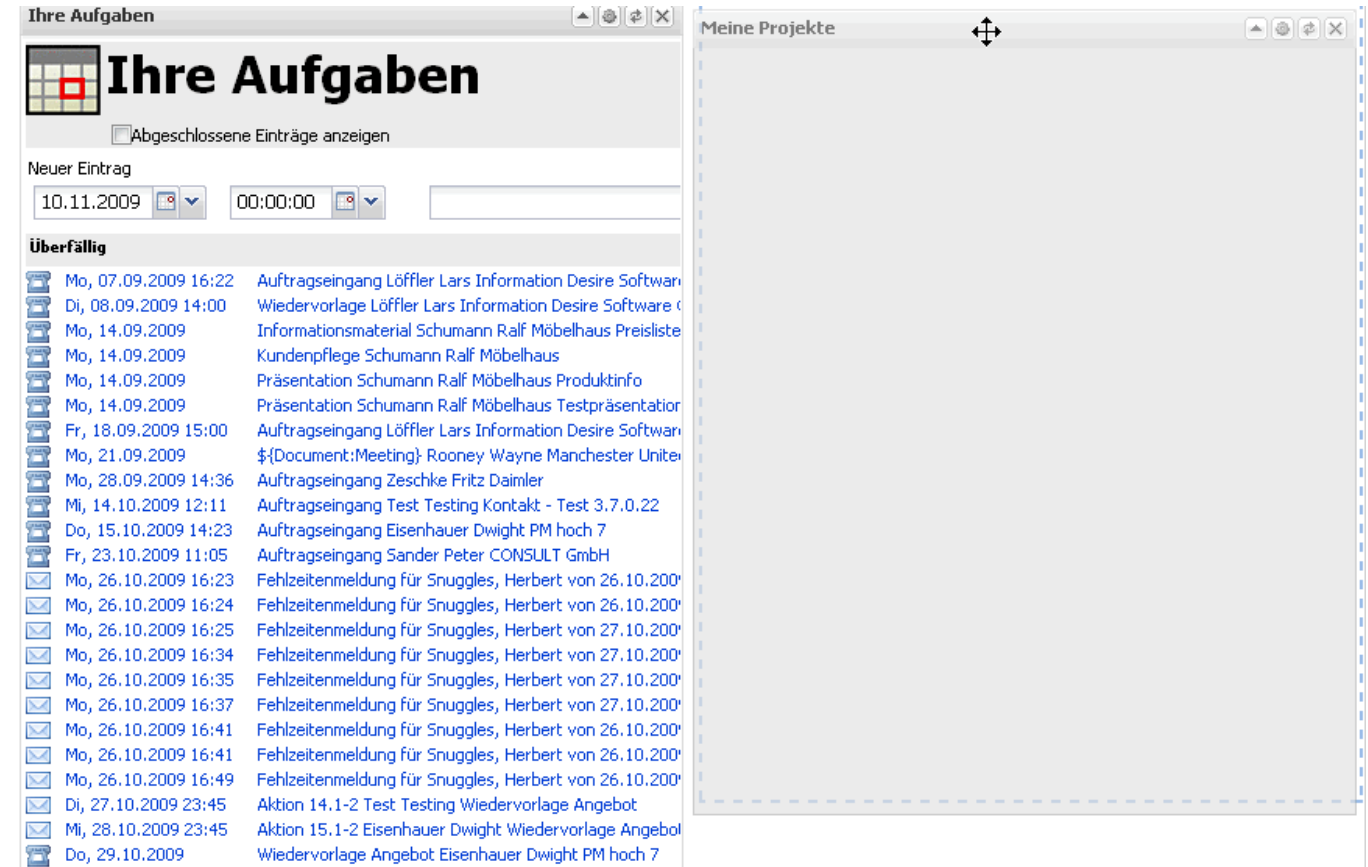 Ihre Aufgaben
Ihre Aufgaben
Abgeschlossene Einträge anzeigen
Neuer Eintrag
10.11.2009 00:00:00
Überfällig
Mo, 07.09.2009 16:22 Auftragseingang Löffler Lars Information Desire Softwar
Di, 08.09.2009 14:00 Wiedervorlage Löffler Lars Information Desire Software
Mo, 14.09.2009 Informationsmaterial Schumann Ralf Möbelhaus Preisliste
Mo, 14.09.2009 Kundenpflege Schumann Ralf Möbelhaus
Mo, 14.09.2009 Präsentation Schumann Ralf Möbelhaus Produktinfo
Mo, 14.09.2009 Präsentation Schumann Ralf Möbelhaus Testpräsentation
Fr, 18.09.2009 15:00 Auftragseingang Löffler Lars Information Desire Softwar
Mo, 21.09.2009 ${Document:Meeting} Rooney Wayne Manchester Unite
Mo, 28.09.2009 14:36 Auftragseingang Zeschke Fritz Daimler
Mi, 14.10.2009 12:11 Auftragseingang Test Testing Kontakt - Test 3.7.0.22
Do, 15.10.2009 14:23 Auftragseingang Eisenhauer Dwight PM hoch 7
Fr, 23.10.2009 11:05 Auftragseingang Sander Peter CONSULT GmbH
Mo, 26.10.2009 16:23 Fehlzeitenmeldung für Snuggles, Herbert von 26.10.200
Mo, 26.10.2009 16:24 Fehlzeitenmeldung für Snuggles, Herbert von 26.10.200
Mo, 26.10.2009 16:25 Fehlzeitenmeldung für Snuggles, Herbert von 27.10.200
Mo, 26.10.2009 16:34 Fehlzeitenmeldung für Snuggles, Herbert von 27.10.200
Mo, 26.10.2009 16:35 Fehlzeitenmeldung für Snuggles, Herbert von 27.10.200
Mo, 26.10.2009 16:37 Fehlzeitenmeldung für Snuggles, Herbert von 27.10.200
Mo, 26.10.2009 16:41 Fehlzeitenmeldung für Snuggles, Herbert von 26.10.200
Mo, 26.10.2009 16:41 Fehlzeitenmeldung für Snuggles, Herbert von 26.10.200
Mo, 26.10.2009 16:49 Fehlzeitenmeldung für Snuggles, Herbert von 26.10.200
Di, 27.10.2009 23:45 Aktion 14.1-2 Test Testing Wiedervorlage Angebot
Mi, 28.10.2009 23:45 Aktion 15.1-2 Eisenhauer Dwight Wiedervorlage Angebot
Do, 29.10.2009 Wiedervorlage Angebot Eisenhauer Dwight PM hoch 7
Meine Projekte